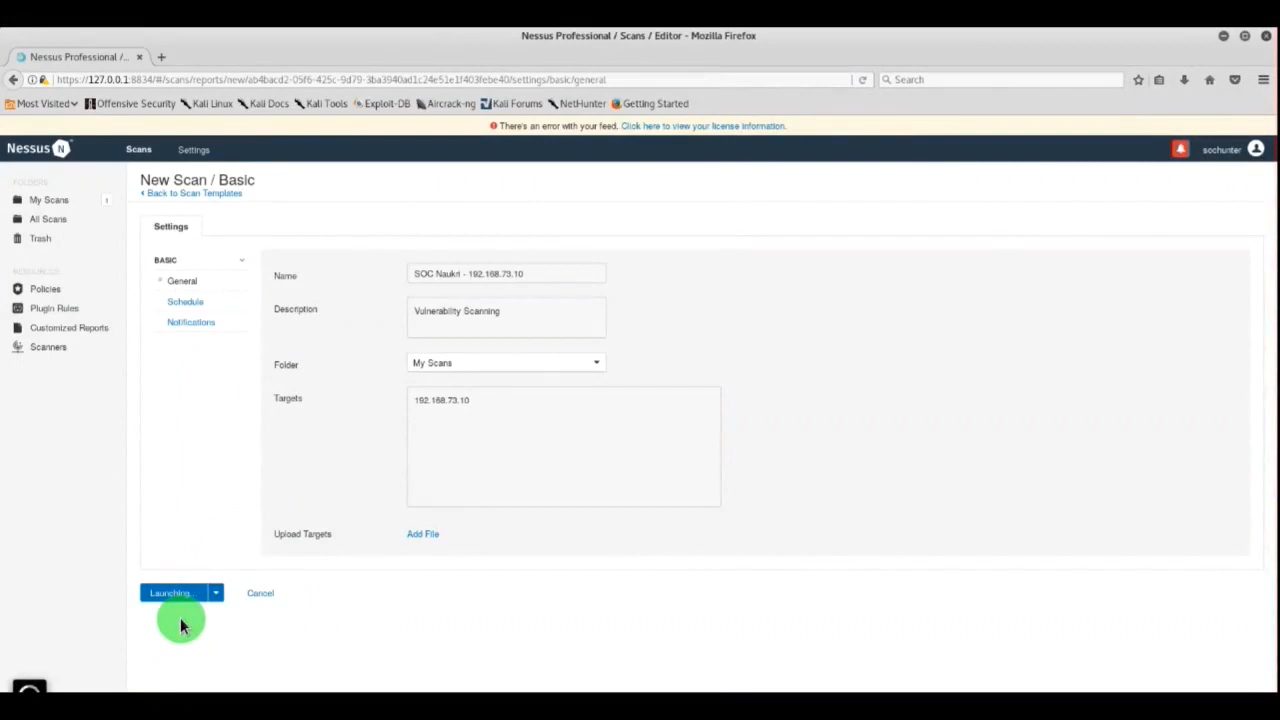 Nessus Professional / Scans / Editor - Mozilla Firefox
Nessus Professional /...
https://127.0.0.1:8834/#/scans/reports/new/ab4bacd2-05f6-425c-9d79-3ba3940ad1c24e51e1f403febe40/settings/basic/general
Search
Most Visited Offensive Security Kali Linux Kali Docs Kali Tools Exploit-DB Aircrack-ng Kali Forums NetHunter Getting Started
There's an error with your feed. Click here to view your license information.
Nessus N Scans Settings sochunter
FOLDERS
My Scans 1
All Scans
Trash
RESOURCES
Policies
Plugin Rules
Customized Reports
Scanners
New Scan / Basic
Back to Scan Templates
Settings
BASIC
General
Schedule
Notifications
Name SOC Naukri - 192.168.73.10
Description Vulnerability Scanning
Folder My Scans
Targets 192.168.73.10
Upload Targets Add File
Launching... Cancel